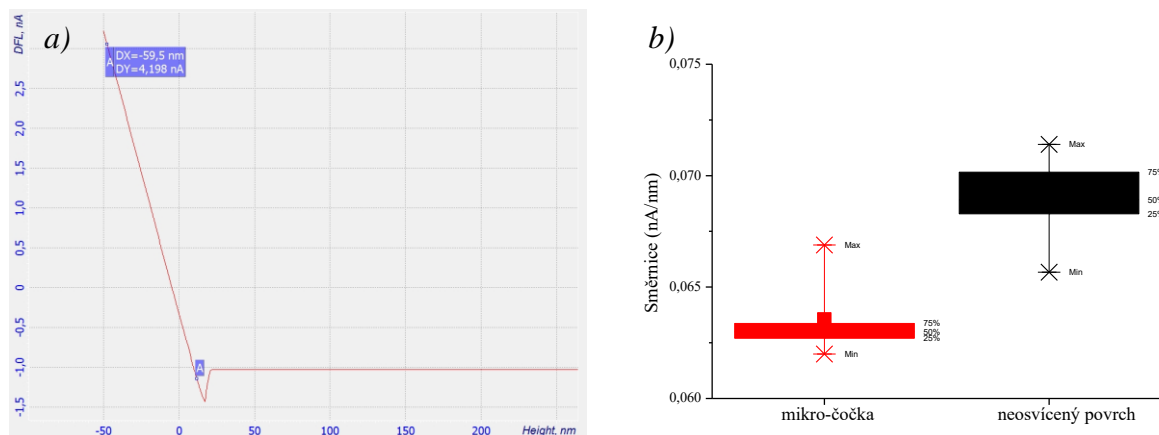 a)
DFL, nA
DX=-59,5 nm
DY=4,198 nA
A
A
2,5
2,0
1,5
1,0
0,5
0
-0,5
-1,0
-1,5
-50 0 50 100 150 200 Height, nm
b)
0,075
0,070
0,065
0,060
Směrnice (nA/nm)
Max
75%
50%
25%
Min
Max
75%
50%
25%
Min
mikro-čočka neosvícený povrch